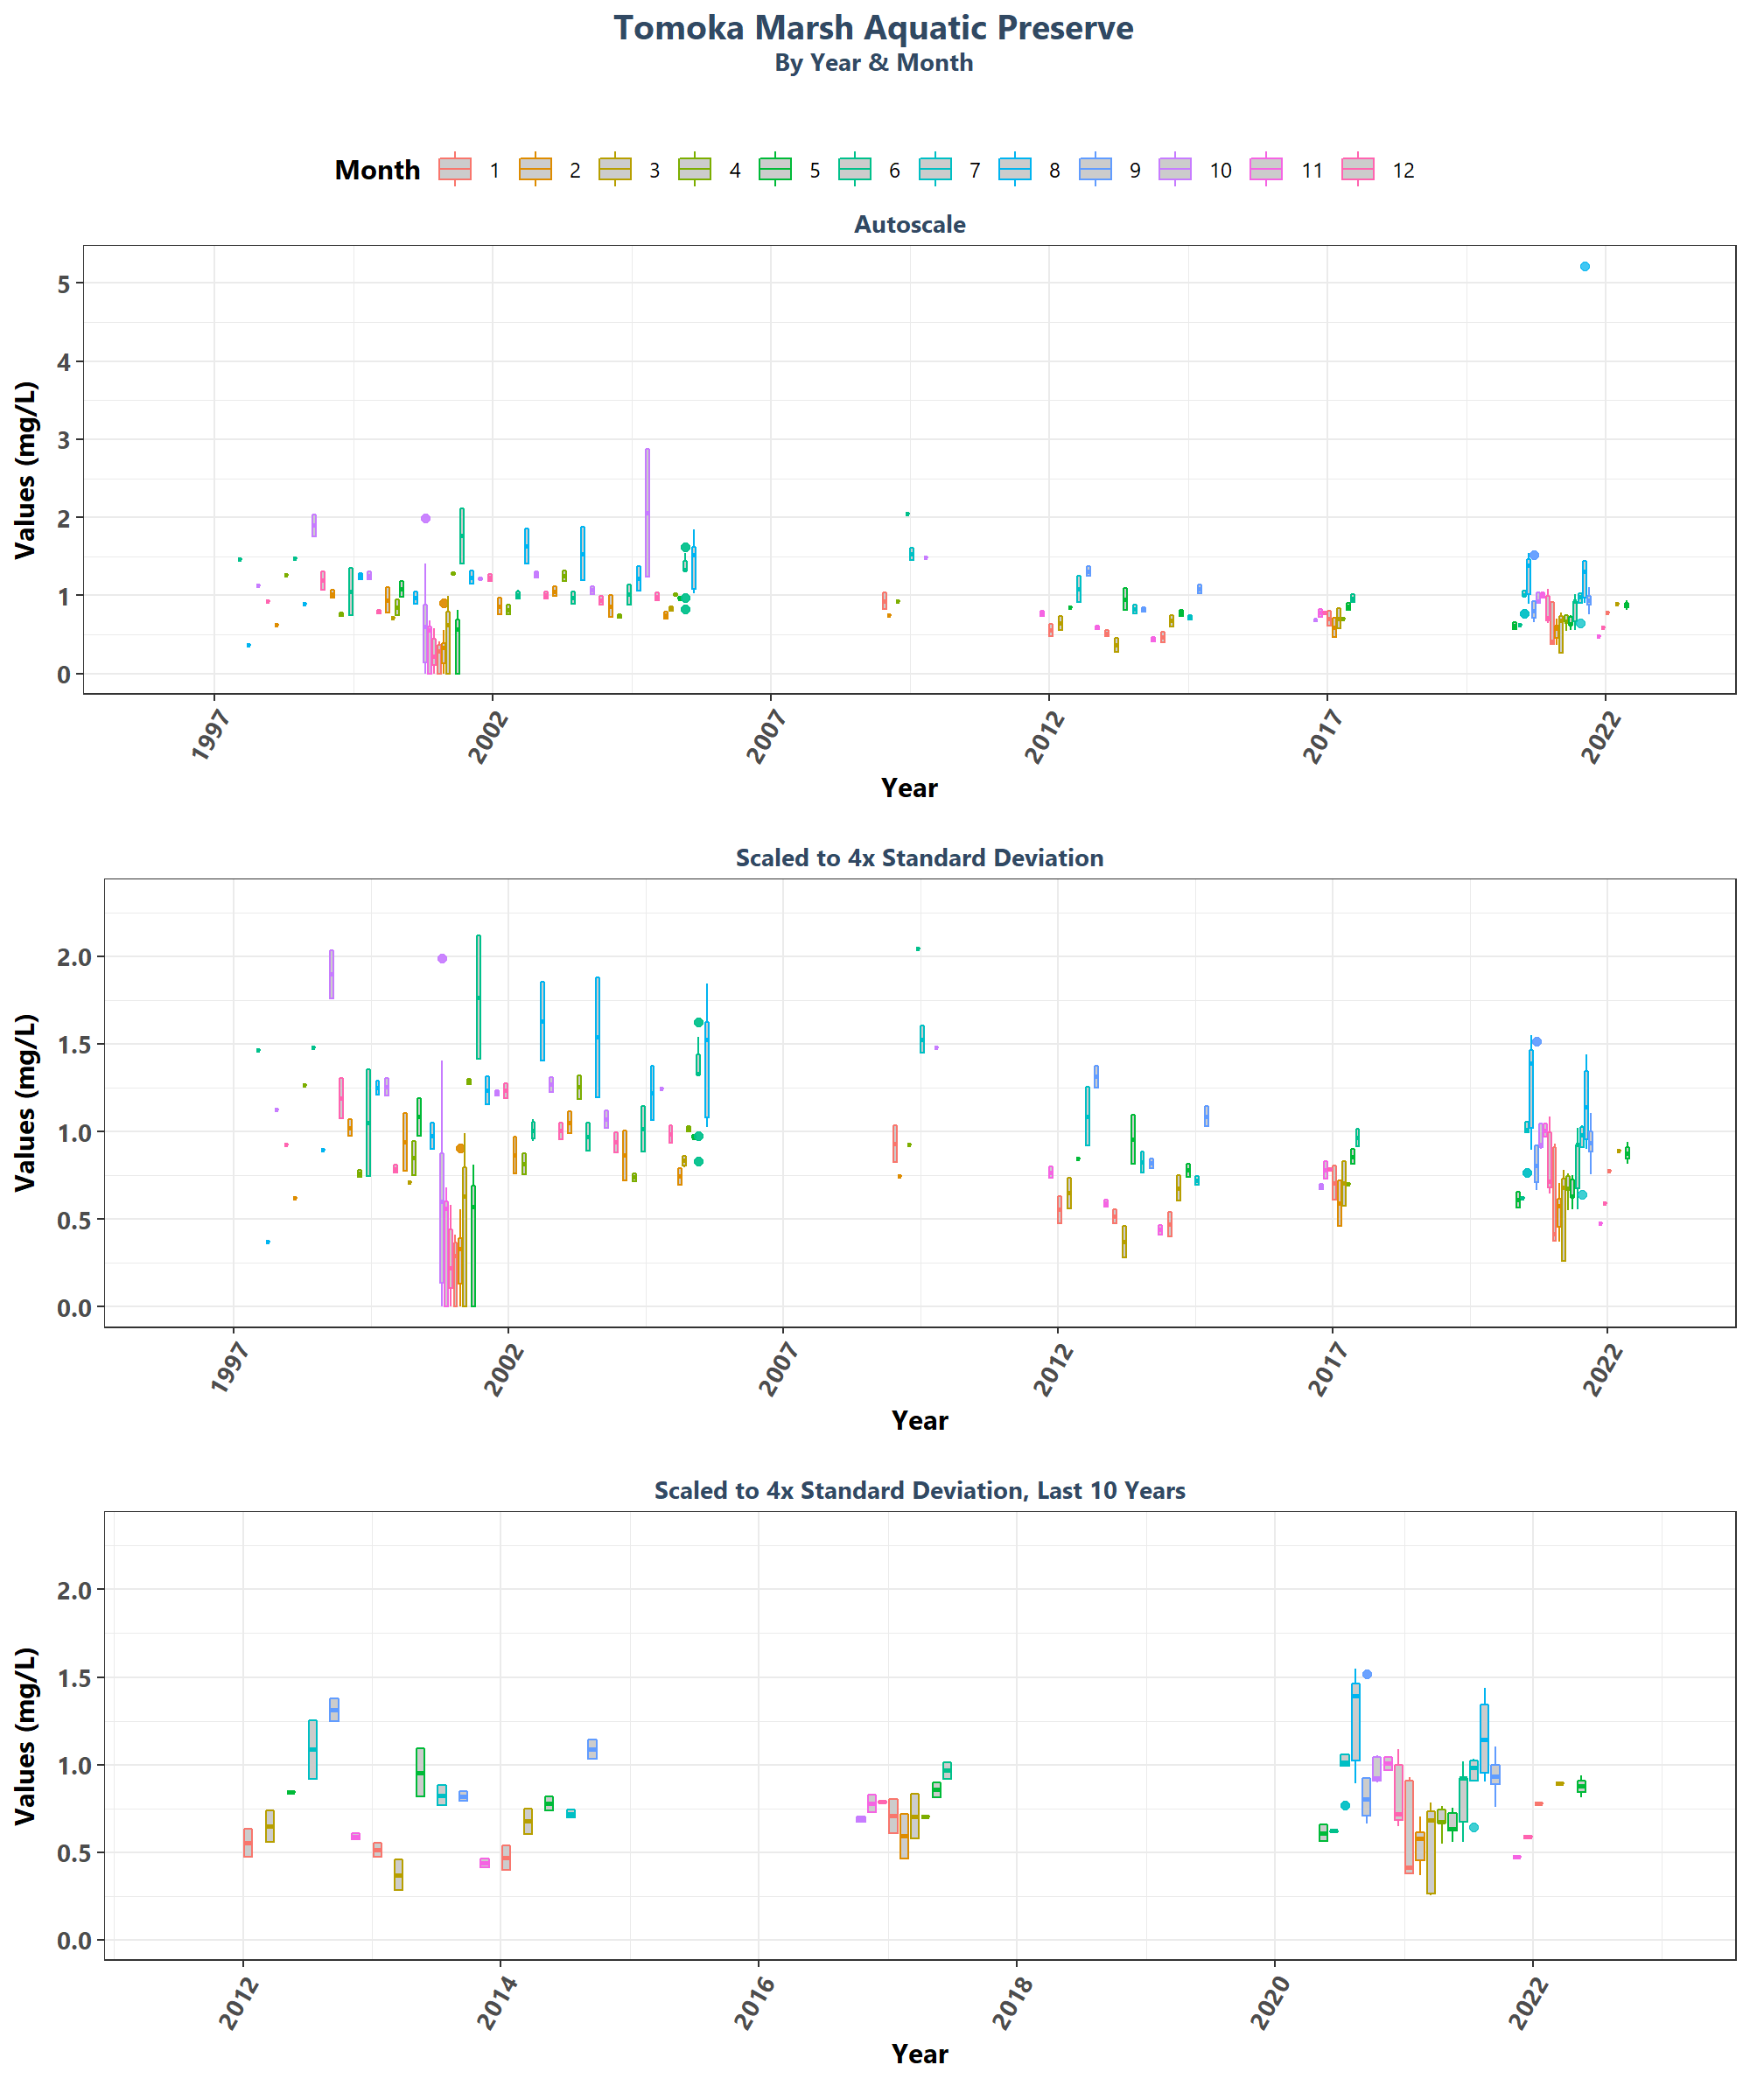 Tomoka Marsh Aquatic Preserve
By Year & Month
Month 1 2 3 4 5 6 7 8 9 10 11 12
Autoscale
Values (mg/L)
5
4
3
2
1
0
1997 2002 2007 2012 2017 2022
Year
Scaled to 4x Standard Deviation
Values (mg/L)
2.0
1.5
1.0
0.5
0.0
1997 2002 2007 2012 2017 2022
Year
Scaled to 4x Standard Deviation, Last 10 Years
Values (mg/L)
2.0
1.5
1.0
0.5
0.0
2012 2014 2016 2018 2020 2022
Year